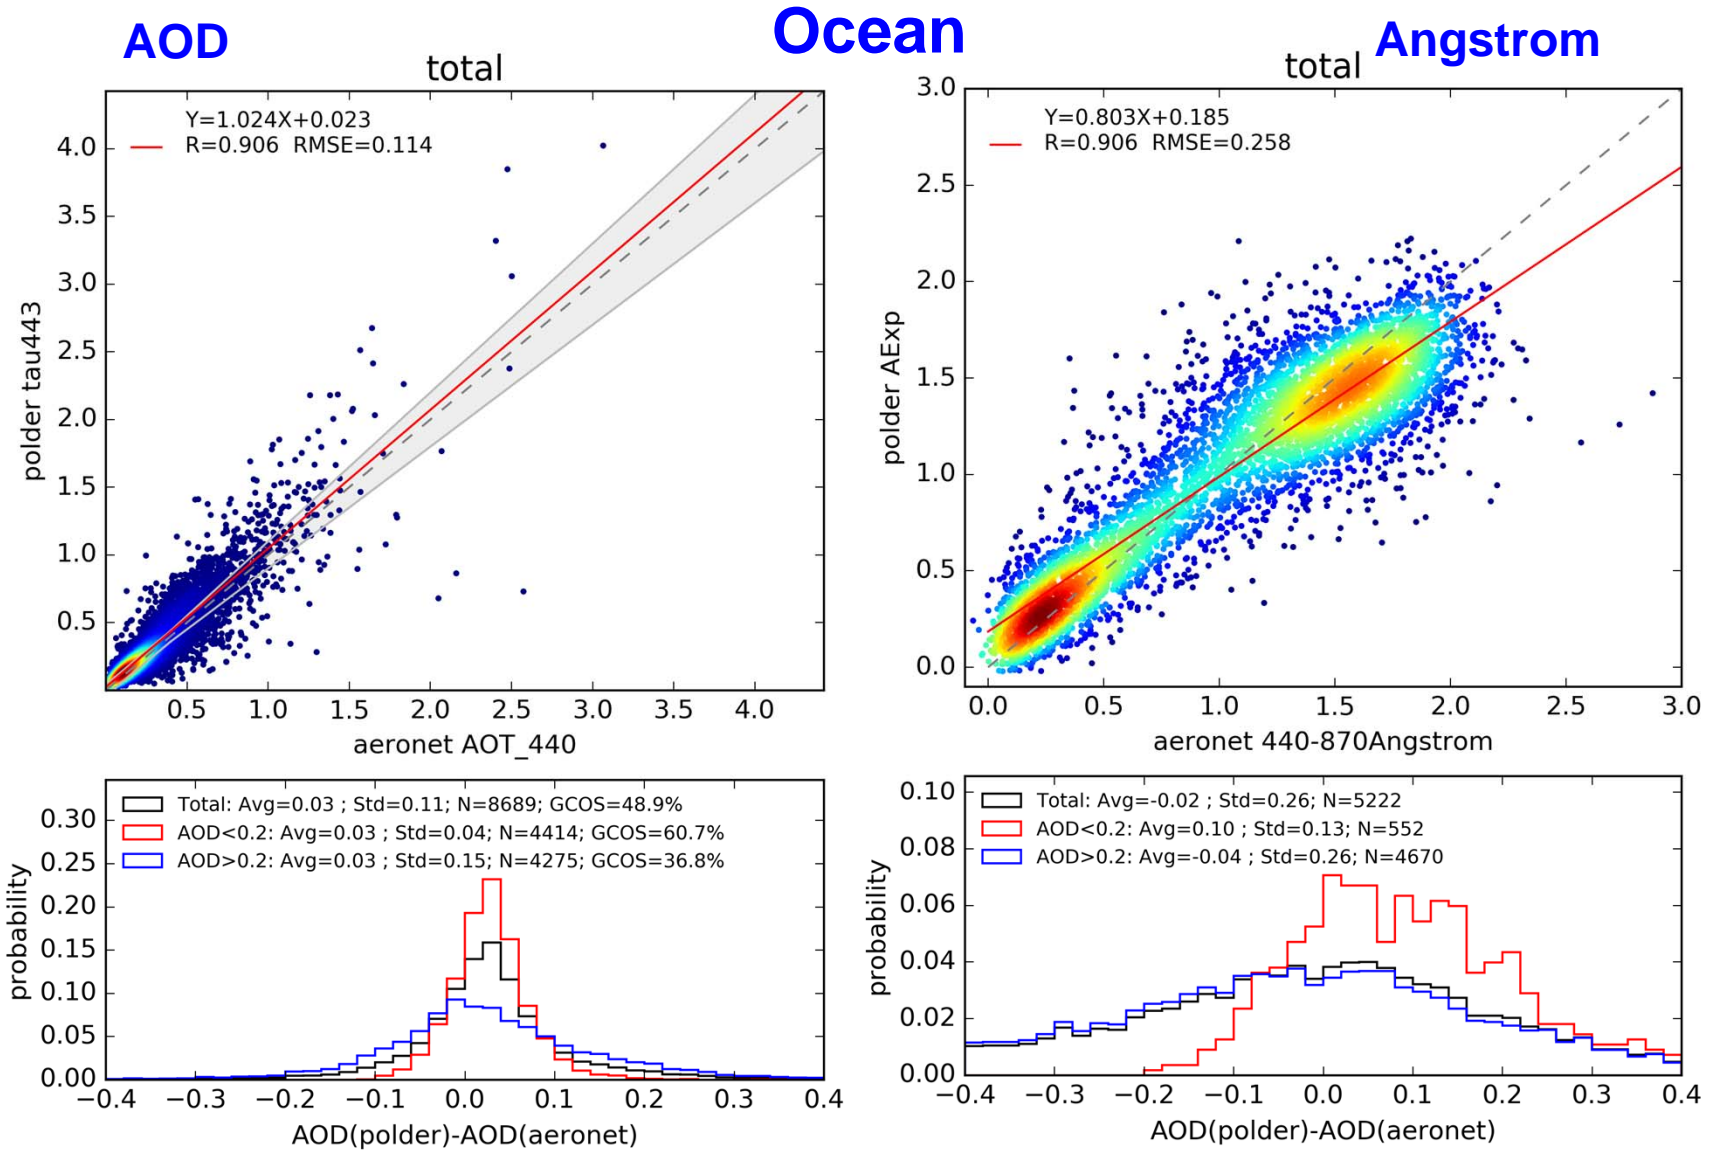 AOD
Ocean
Angstrom
total
Y=1.024X+0.023
R=0.906 RMSE=0.114
4.0
3.5
3.0
2.5
2.0
1.5
1.0
0.5
polder tau443
0.5 1.0 1.5 2.0 2.5 3.0 3.5 4.0
aeronet AOT_440
total
Y=0.803X+0.185
R=0.906 RMSE=0.258
3.0
2.5
2.0
1.5
1.0
0.5
0.0
polder AExp
0.0 0.5 1.0 1.5 2.0 2.5 3.0
aeronet 440-870Angstrom
Total: Avg=0.03 ; Std=0.11; N=8689; GCOS=48.9%
AOD<0.2: Avg=0.03 ; Std=0.04; N=4414; GCOS=60.7%
AOD>0.2: Avg=0.03 ; Std=0.15; N=4275; GCOS=36.8%
0.30
0.25
0.20
0.15
0.10
0.05
0.00
probability
−0.4 −0.3 −0.2 −0.1 0.0 0.1 0.2 0.3 0.4
AOD(polder)-AOD(aeronet)
Total: Avg=-0.02 ; Std=0.26; N=5222
AOD<0.2: Avg=0.10 ; Std=0.13; N=552
AOD>0.2: Avg=-0.04 ; Std=0.26; N=4670
0.10
0.08
0.06
0.04
0.02
0.00
probability
−0.4 −0.3 −0.2 −0.1 0.0 0.1 0.2 0.3 0.4
AOD(polder)-AOD(aeronet)